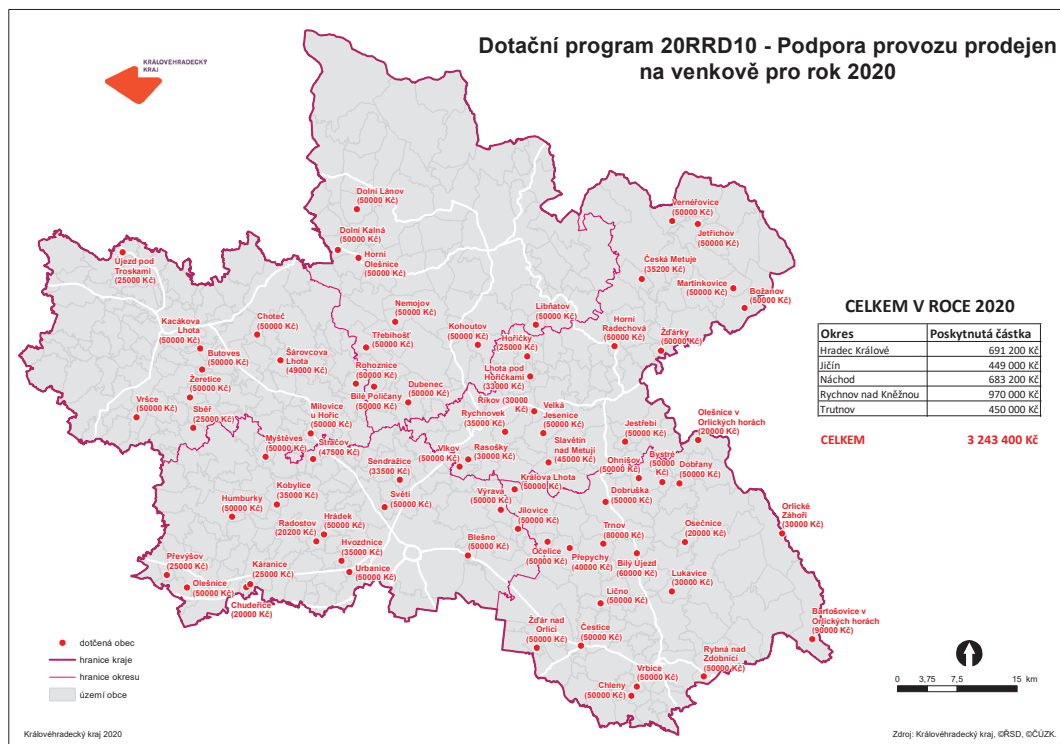 KRÁLOVÉHRADECKÝ
KRAJ
Dotační program 20RRD10 - Podpora provozu prodejen
na venkově pro rok 2020
Dolní Lánov
(50000 Kč)
Dolní Kalná
(50000 Kč)
Horní
Olešnice
(50000 Kč)
Vernéřovice
(50000 Kč)
Jetřichov
(50000 Kč)
Česká Metuje
(35200 Kč)
Martínkovice
(50000 Kč)
Božanov
(50000 Kč)
Újezd pod
Troskami
(25000 Kč)
Nemojov
(50000 Kč)
Libňatov
(50000 Kč)
Kacákova
Lhota
(50000 Kč)
Choteč
(50000 Kč)
Třebihošť
(50000 Kč)
Kohoutov
(50000 Kč)
Hořičky
(25000 Kč)
Horní
Radechová
(50000 Kč)
Žďárky
(50000 Kč)
Butoves
(50000 Kč)
Šárovcova
Lhota
(49000 Kč)
Rohoznice
(50000 Kč)
Lhota pod
Hořičkami
(33000 Kč)
Žeretice
(50000 Kč)
Bílé Poličany
(50000 Kč)
Dubenec
(50000 Kč)
Říkov (30000
Kč)
Vršce
(50000 Kč)
Sběř
(25000 Kč)
Milovice
u Hořic
(50000 Kč)
Rychnovek
(35000 Kč)
Velká
Jesenice
(50000 Kč)
Olešnice v
Orlických horách
(20000 Kč)
Myštěves
(50000 Kč)
Stračov
(47500 Kč)
Sendražice
(33500 Kč)
Vlkov
(50000 Kč)
Rasošky
(30000 Kč)
Slavětín
nad Metují
(45000 Kč)
Jestřebí
(50000 Kč)
Ohnišov
(50000 Kč)
Bystré
(50000
Kč)
Dobřany
(50000 Kč)
Králova Lhota
(50000 Kč)
Kobylice
(35000 Kč)
Humburky
(50000 Kč)
Světí
(50000 Kč)
Výrava
(50000 Kč)
Dobruška
(50000 Kč)
Orlické
Záhoří
(30000 Kč)
Radostov
(20200 Kč)
Hrádek
(50000 Kč)
Jílovice
(50000 Kč)
Trnov
(80000 Kč)
Osečnice
(20000 Kč)
Hvozdnice
(35000 Kč)
Blešno
(50000 Kč)
Očelice
(50000 Kč)
Přepychy
(40000 Kč)
Bílý Újezd
(60000 Kč)
Převýšov
(25000 Kč)
Káranice
(25000 Kč)
Urbanice
(50000 Kč)
Lukavice
(30000 Kč)
Olešnice
(50000 Kč)
Chudeřice
(20000 Kč)
Lično
(50000 Kč)
Bartošovice v
Orlických horách
(90000 Kč)
Žďár nad
Orlicí
(50000 Kč)
Čestice
(50000 Kč)
Rybná nad
Zdobnicí
(50000 Kč)
Vrbice
(50000 Kč)
Chleny
(50000 Kč)
CELKEM V ROCE 2020
Okres Poskytnutá částka
Hradec Králové 691 200 Kč
Jičín 449 000 Kč
Náchod 683 200 Kč
Rychnov nad Kněžnou 970 000 Kč
Trutnov 450 000 Kč
CELKEM 3 243 400 Kč
dotčená obec
hranice kraje
hranice okresu
území obce
0 3,75 7,5 15 km
Královéhradecký kraj 2020
Zdroj: Královéhradecký kraj, ©ŘSD, ©ČÚZK.